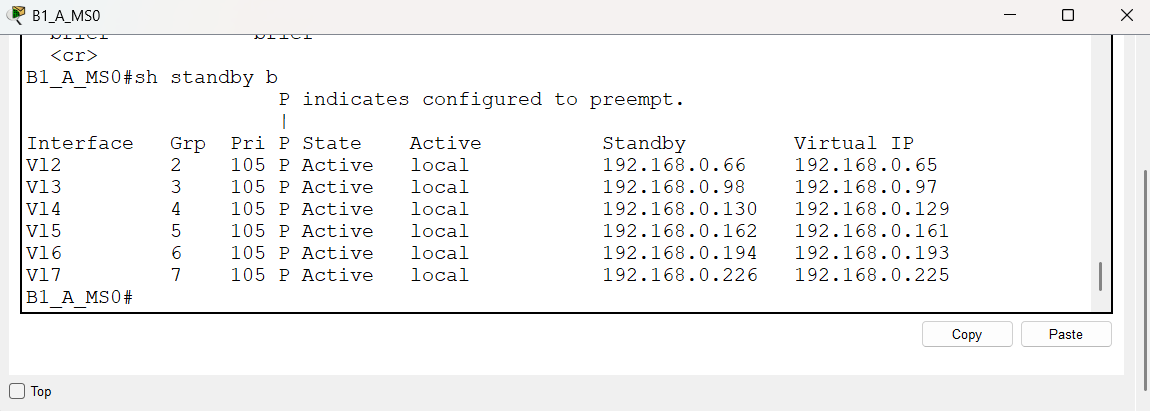 B1_A_MS0
<cr>
B1_A_MS0#sh standby b
P indicates configured to preempt.
|
Interface Grp Pri P State Active Standby Virtual IP
Vl2 2 105 P Active local 192.168.0.66 192.168.0.65
Vl3 3 105 P Active local 192.168.0.98 192.168.0.97
Vl4 4 105 P Active local 192.168.0.130 192.168.0.129
Vl5 5 105 P Active local 192.168.0.162 192.168.0.161
Vl6 6 105 P Active local 192.168.0.194 192.168.0.193
Vl7 7 105 P Active local 192.168.0.226 192.168.0.225
B1_A_MS0#
Copy Paste
Top